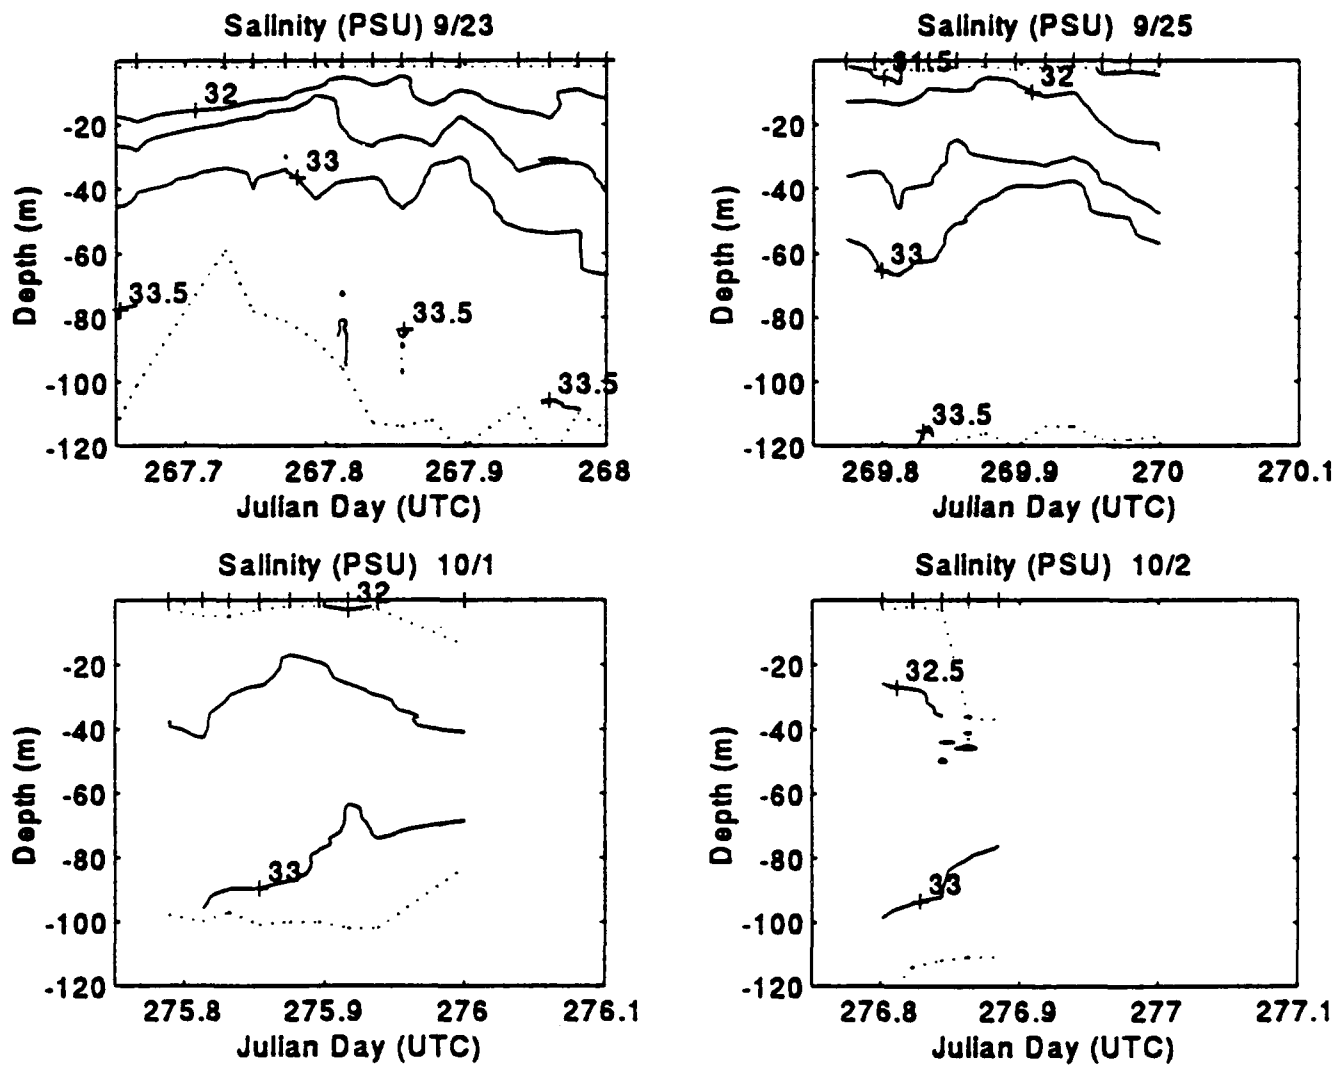 Salinity (PSU) 9/23
32
33
33.5
33.5
33.5
-20
-40
-60
-80
-100
-120
267.7 267.8 267.9 268
Depth (m)
Julian Day (UTC)
Salinity (PSU) 9/25
31.5
32
33
33.5
-20
-40
-60
-80
-100
-120
269.8 269.9 270 270.1
Depth (m)
Julian Day (UTC)
Salinity (PSU) 10/1
32
33
-20
-40
-60
-80
-100
-120
275.8 275.9 276 276.1
Depth (m)
Julian Day (UTC)
Salinity (PSU) 10/2
32.5
33
-20
-40
-60
-80
-100
-120
276.8 276.9 277 277.1
Depth (m)
Julian Day (UTC)